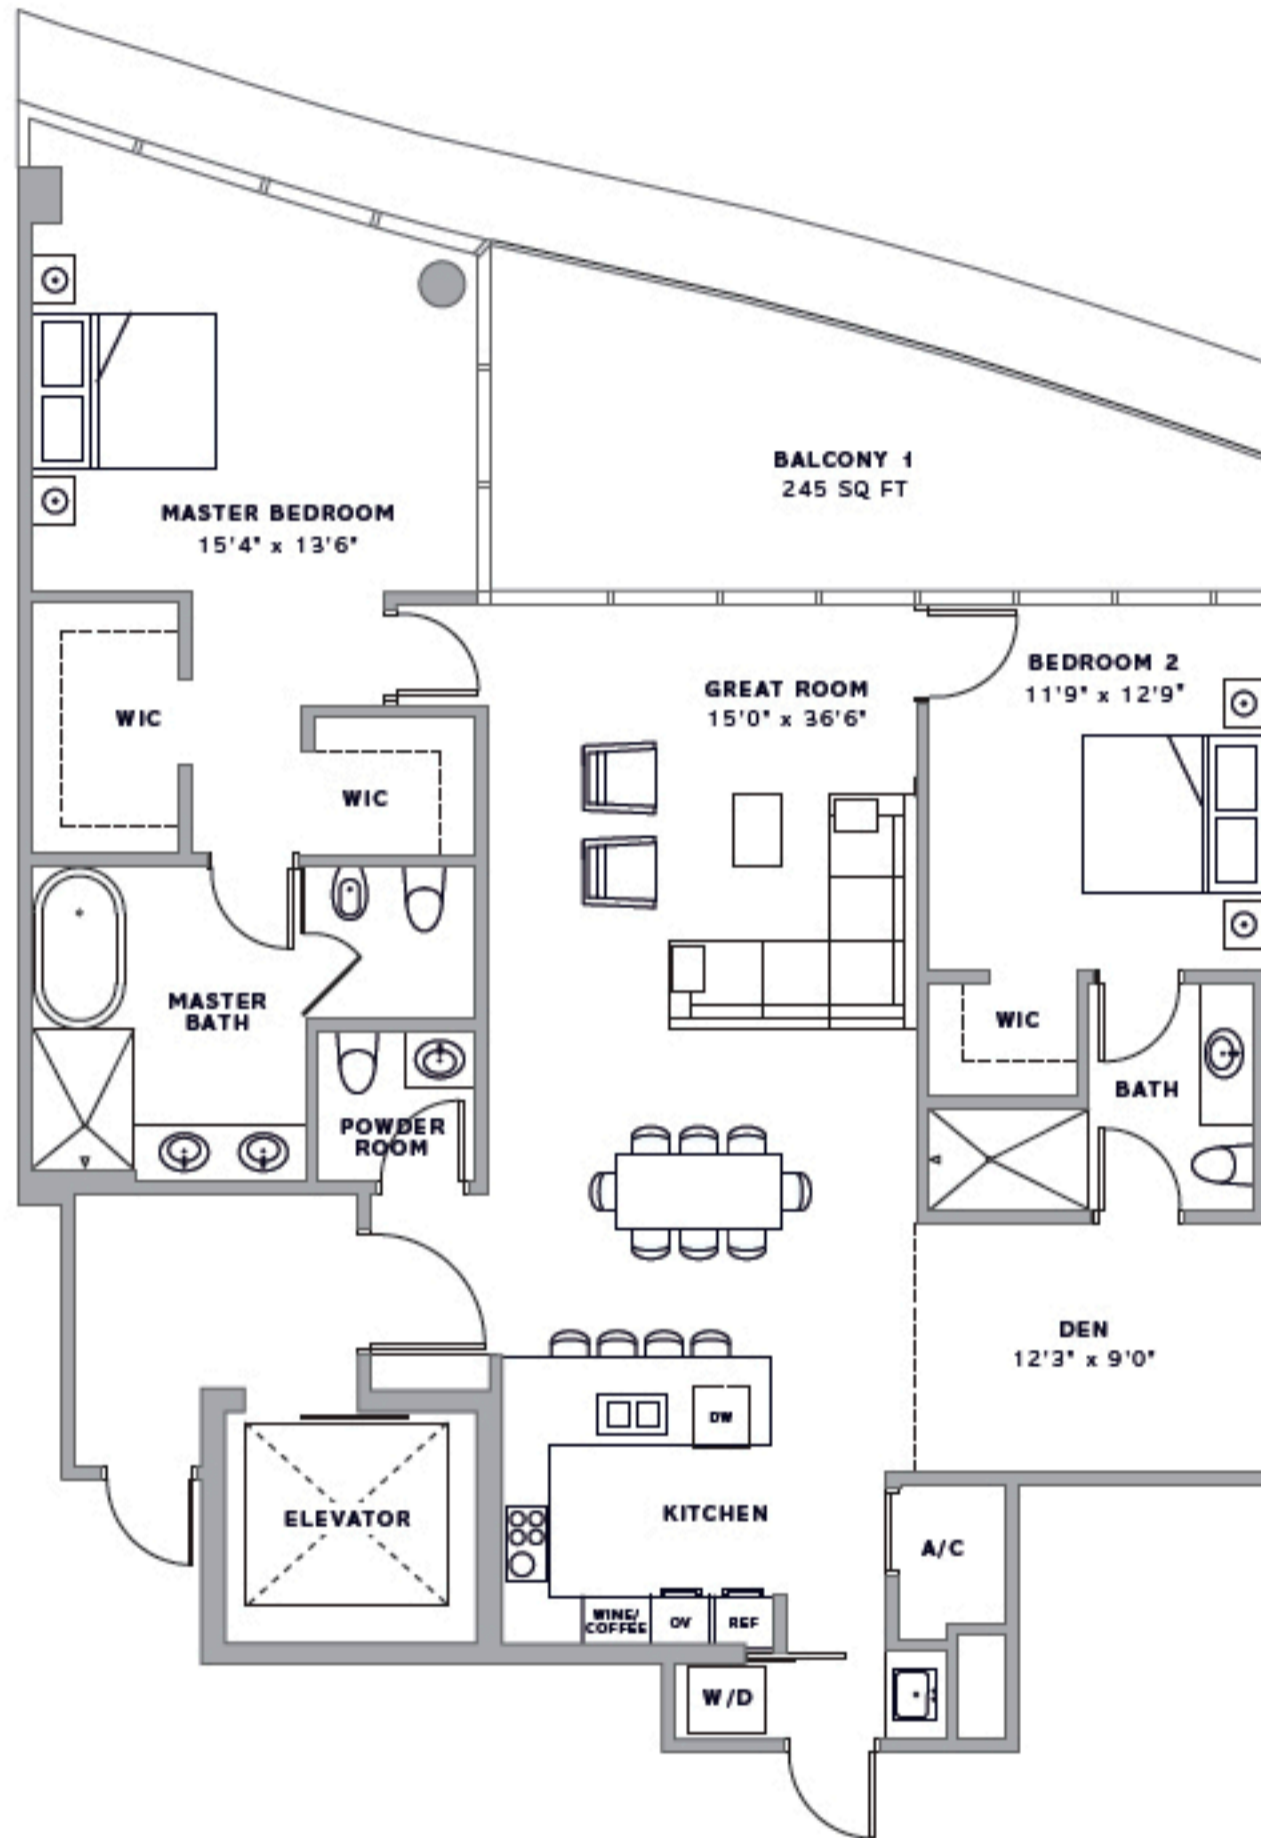 BALCONY 1
245 SQ FT
MASTER BEDROOM
15'4" x 13'6"
BEDROOM 2
11'9" x 12'9"
GREAT ROOM
15'0" x 36'6"
WIC
WIC
MASTER
BATH
WIC
BATH
POWDER
ROOM
DEN
12'3" x 9'0"
DW
ELEVATOR
KITCHEN
A/C
WINE/
COFFEE
OV
REF
W/D